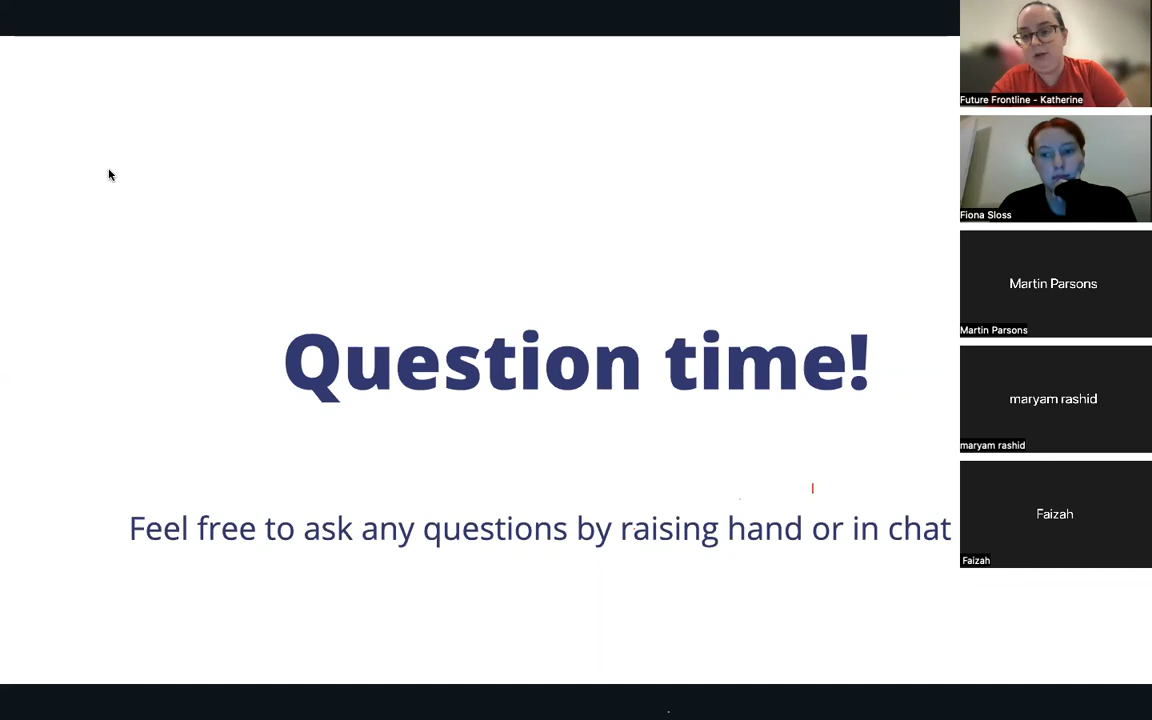 Question time!
Feel free to ask any questions by raising hand or in chat
Future Frontline - Katherine
Fiona Sloss
Martin Parsons
Martin Parsons
maryam rashid
maryam rashid
Faizah
Faizah